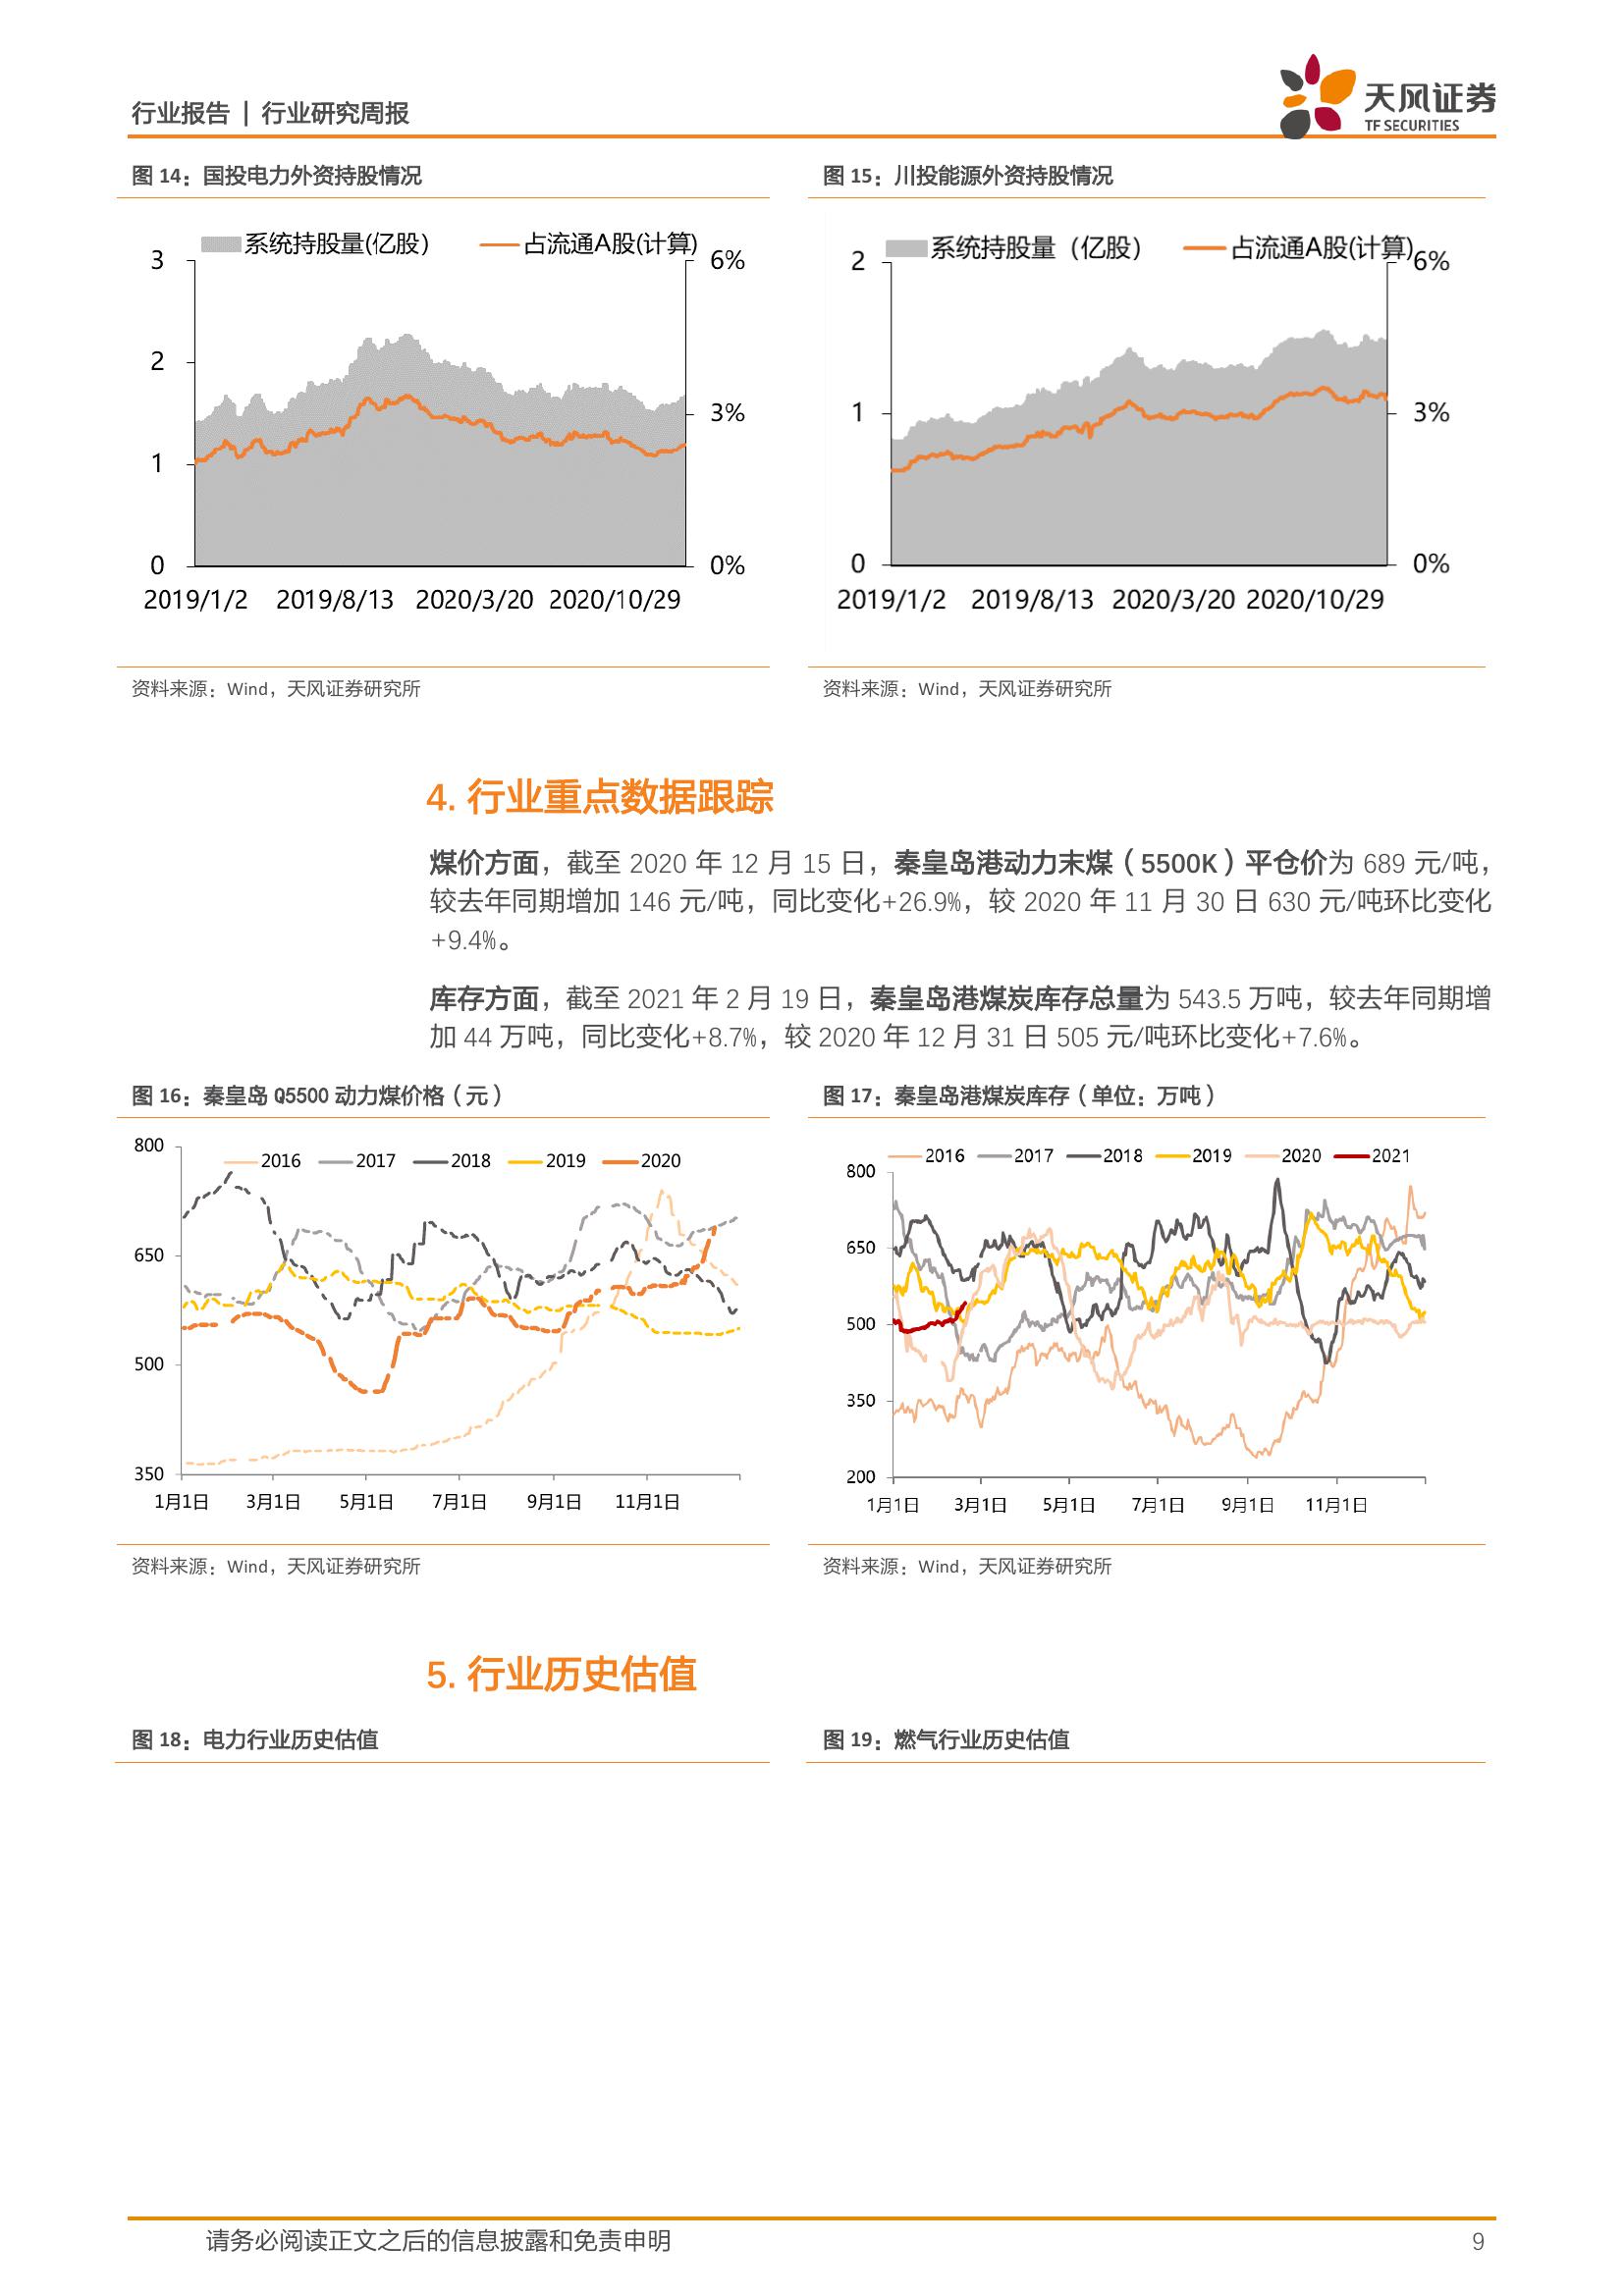 行业报告 | 行业研究周报
天风证券
TF SECURITIES
图 14：国投电力外资持股情况
系统持股量(亿股)
占流通A股(计算)
3
2
1
0
6%
3%
0%
2019/1/2
2019/8/13
2020/3/20
2020/10/29
资料来源：Wind，天风证券研究所
图 15：川投能源外资持股情况
系统持股量（亿股）
占流通A股(计算)
2
1
0
6%
3%
0%
2019/1/2
2019/8/13
2020/3/20
2020/10/29
资料来源：Wind，天风证券研究所
4. 行业重点数据跟踪
煤价方面，截至 2020 年 12 月 15 日，秦皇岛港动力末煤（5500K）平仓价为 689 元/吨，
较去年同期增加 146 元/吨，同比变化+26.9%，较 2020 年 11 月 30 日 630 元/吨环比变化
+9.4%。
库存方面，截至 2021 年 2 月 19 日，秦皇岛港煤炭库存总量为 543.5 万吨，较去年同期增
加 44 万吨，同比变化+8.7%，较 2020 年 12 月 31 日 505 元/吨环比变化+7.6%。
图 16：秦皇岛 Q5500 动力煤价格（元）
2016
2017
2018
2019
2020
800
650
500
350
1月1日
3月1日
5月1日
7月1日
9月1日
11月1日
资料来源：Wind，天风证券研究所
图 17：秦皇岛港煤炭库存（单位：万吨）
2016
2017
2018
2019
2020
2021
800
650
500
350
200
1月1日
3月1日
5月1日
7月1日
9月1日
11月1日
资料来源：Wind，天风证券研究所
5. 行业历史估值
图 18：电力行业历史估值
图 19：燃气行业历史估值
请务必阅读正文之后的信息披露和免责申明
9